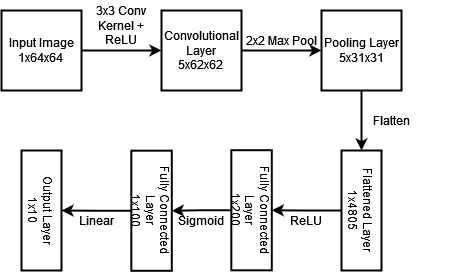 Input Image
1x64x64
3x3 Conv
Kernel +
ReLU
Convolutional
Layer
5x62x62
2x2 Max Pool
Pooling Layer
5x31x31
Flatten
Flattened Layer
1x4805
ReLU
Fully Connected
Layer
1x200
Sigmoid
Fully Connected
Layer
1x100
Linear
Output Layer
1x10